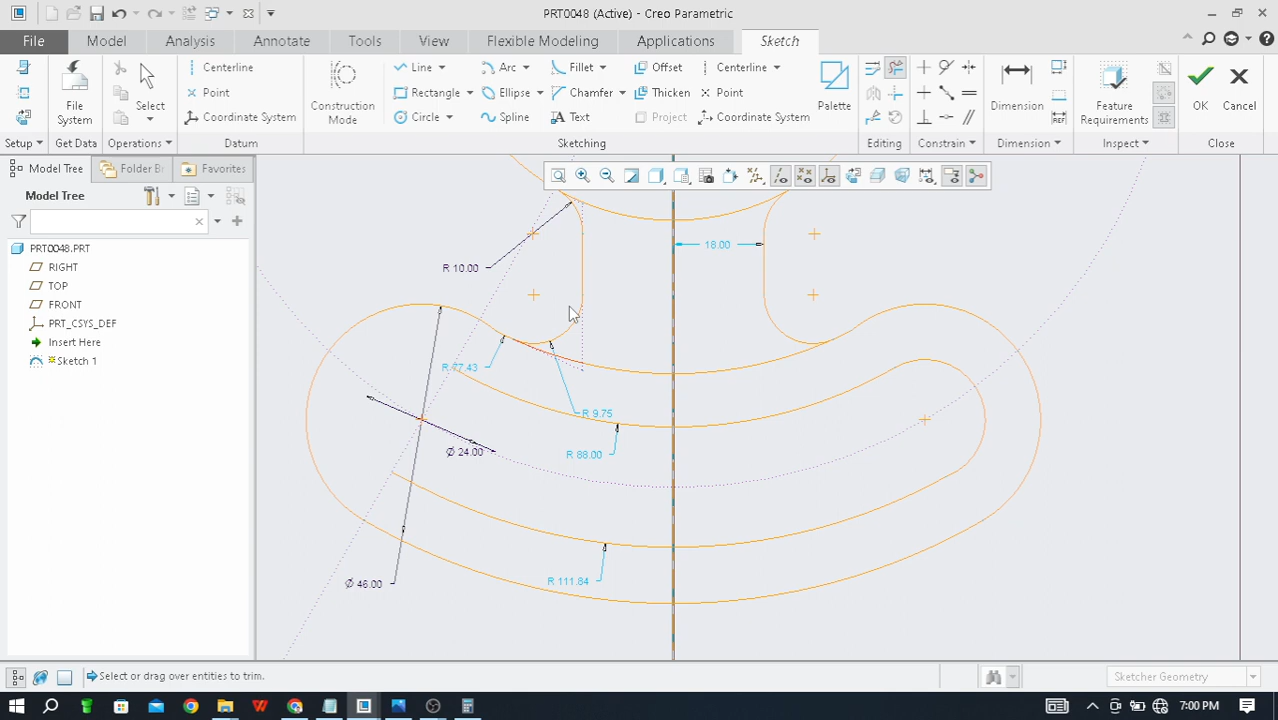 PRT0048 (Active) - Creo Parametric
File Model Analysis Annotate Tools View Flexible Modeling Applications Sketch
Centerline
Point
Coordinate System
File System
Select
Construction Mode
Line Arc Fillet Offset Centerline
Rectangle Ellipse Chamfer Thicken Point
Circle Spline Text Project Coordinate System
Palette
Dimension
Feature Requirements
OK Cancel
Setup Get Data Operations Datum Sketching Editing Constrain Dimension Inspect Close
Model Tree Folder B Favorites
Model Tree
PRT0048.PRT
RIGHT
TOP
FRONT
PRT_CSYS_DEF
Insert Here
Sketch 1
18.00
R 10.00
R 77.43
R 9.75
Ø 24.00
R 88.00
Ø 46.00
R 111.84
Select or drag over entities to trim.
Sketcher Geometry
7:00 PM